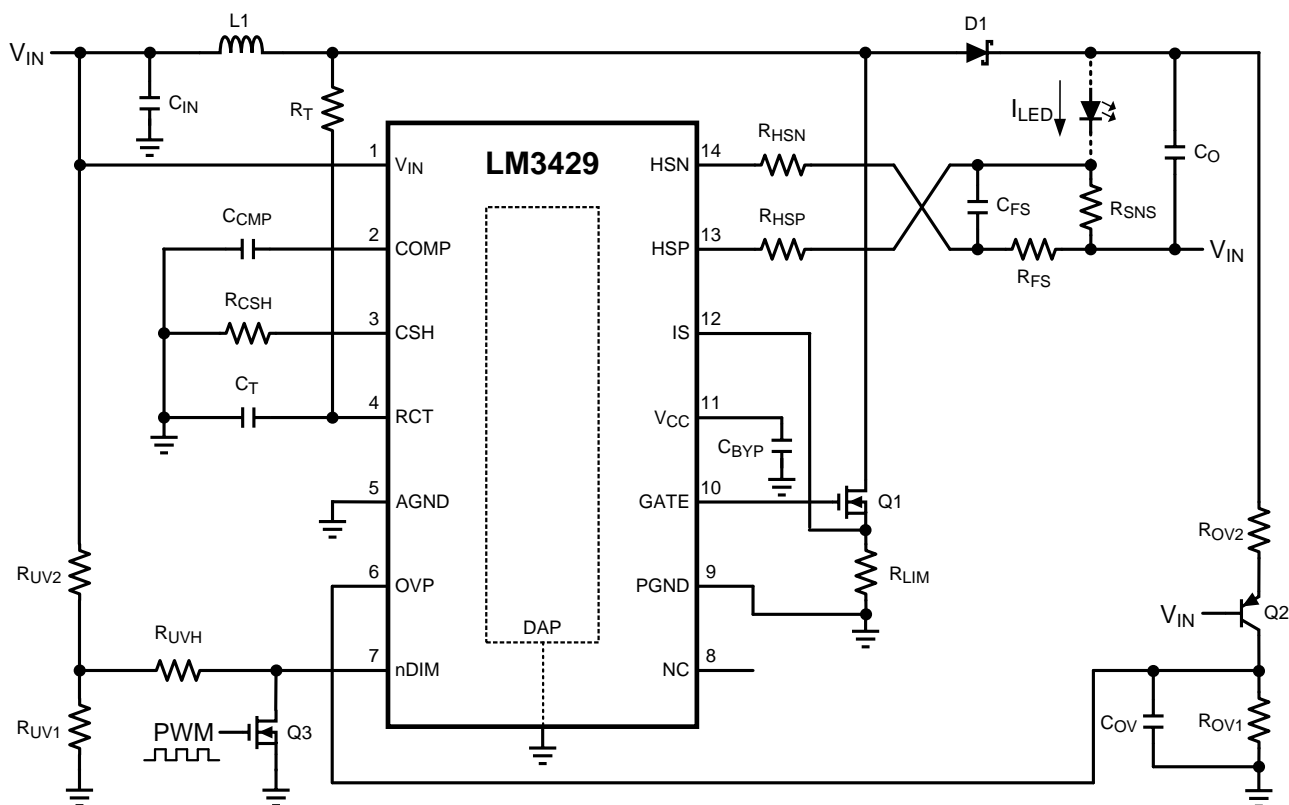 L1
D1
VIN
CIN
RT
ILED
CO
LM3429
1
VIN
HSN
14
RHSN
CFS
RSNS
CCMP
2
COMP
HSP
13
RHSP
RFS
VIN
RCSH
3
CSH
IS
12
CT
4
RCT
VCC
11
CBYP
5
AGND
GATE
10
Q1
ROV2
RUV2
6
OVP
PGND
9
RLIM
VIN
Q2
DAP
RUVH
7
nDIM
NC
8
RUV1
PWM
Q3
COV
ROV1